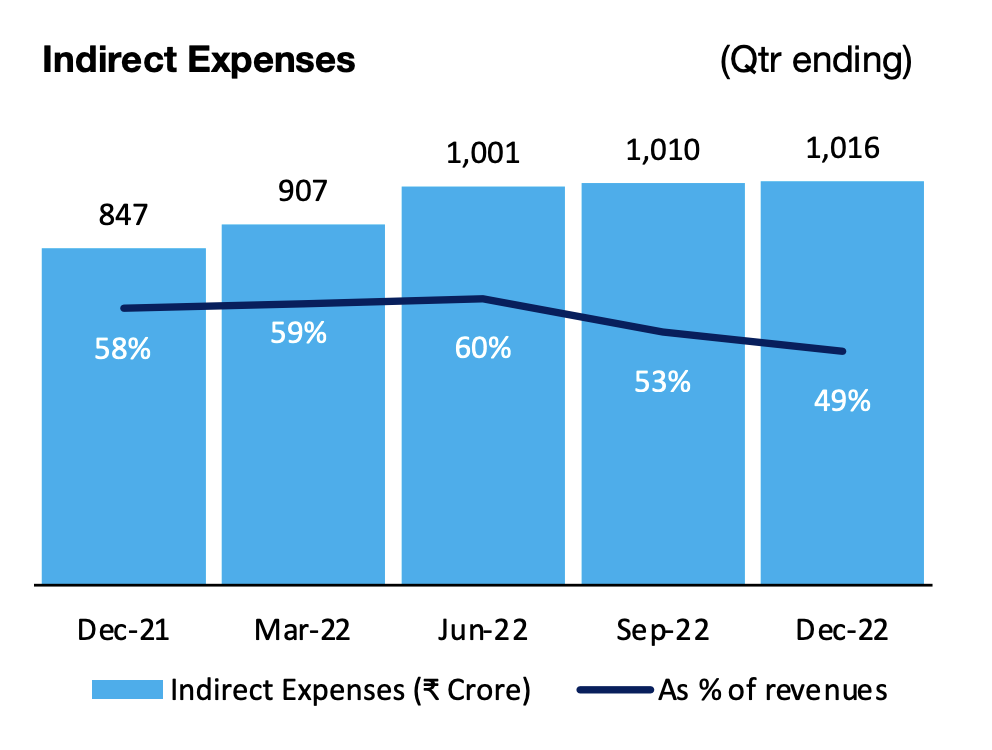 Indirect Expenses (Qtr ending)
847 907 1,001 1,010 1,016
58% 59% 60% 53% 49%
Dec-21 Mar-22 Jun-22 Sep-22 Dec-22
Indirect Expenses (₹ Crore) As % of revenues